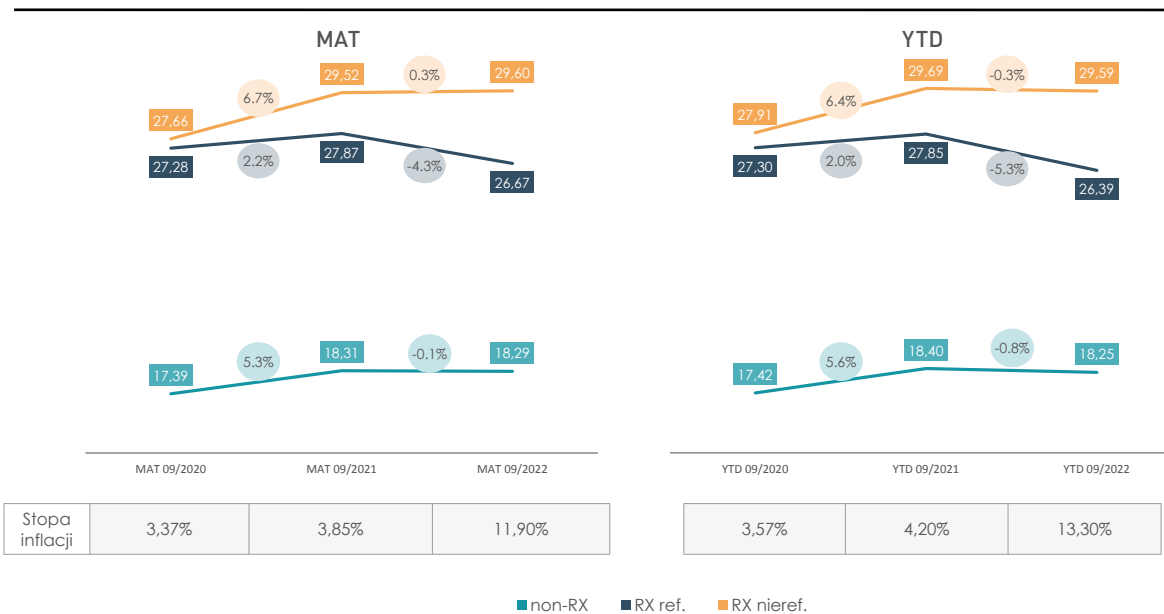 MAT
29,52
0.3%
29,60
6.7%
27,66
27,28
2.2%
27,87
-4.3%
26,67
17,39
5.3%
18,31
-0.1%
18,29
MAT 09/2020
MAT 09/2021
MAT 09/2022
YTD
29,69
-0.3%
29,59
6.4%
27,91
27,30
2.0%
27,85
-5.3%
26,39
17,42
5.6%
18,40
-0.8%
18,25
YTD 09/2020
YTD 09/2021
YTD 09/2022
Stopa
inflacji
3,37%
3,85%
11,90%
3,57%
4,20%
13,30%
non-RX
RX ref.
RX nieref.